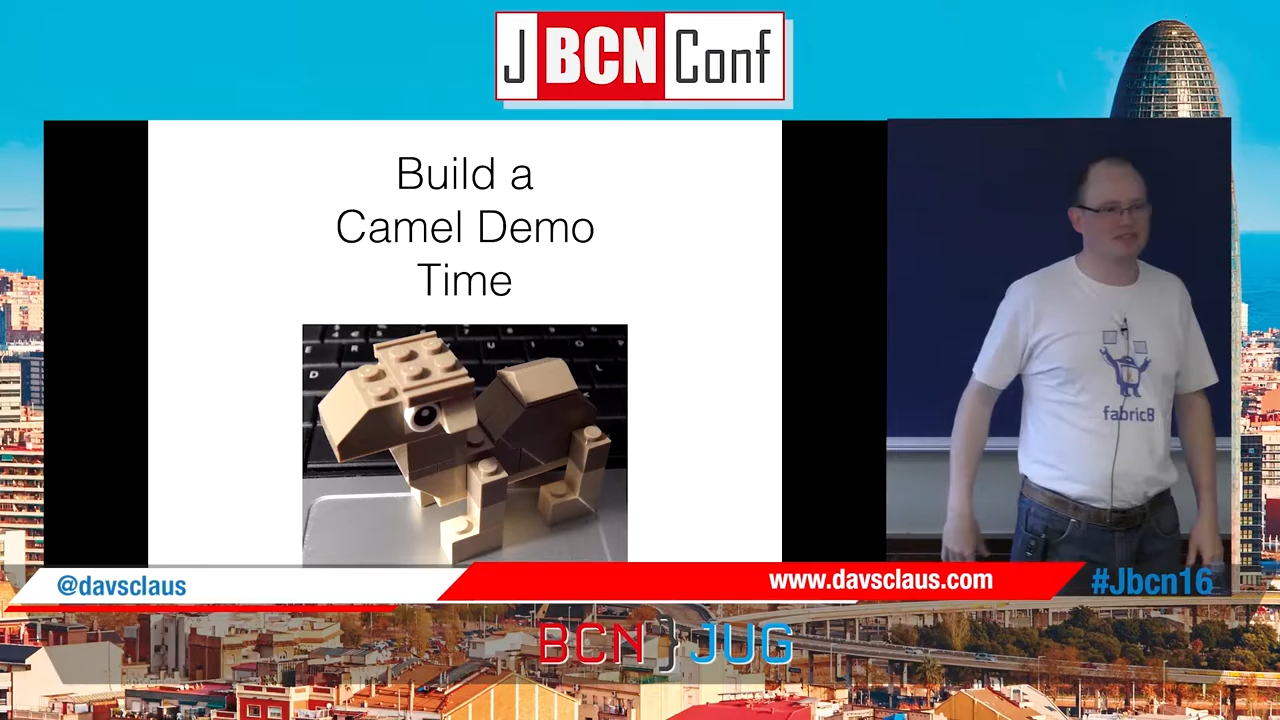 J BCN Conf
Build a
Camel Demo
Time
fabric8
@davsclaus
www.davsclaus.com
#Jbcn16
BCN JUG